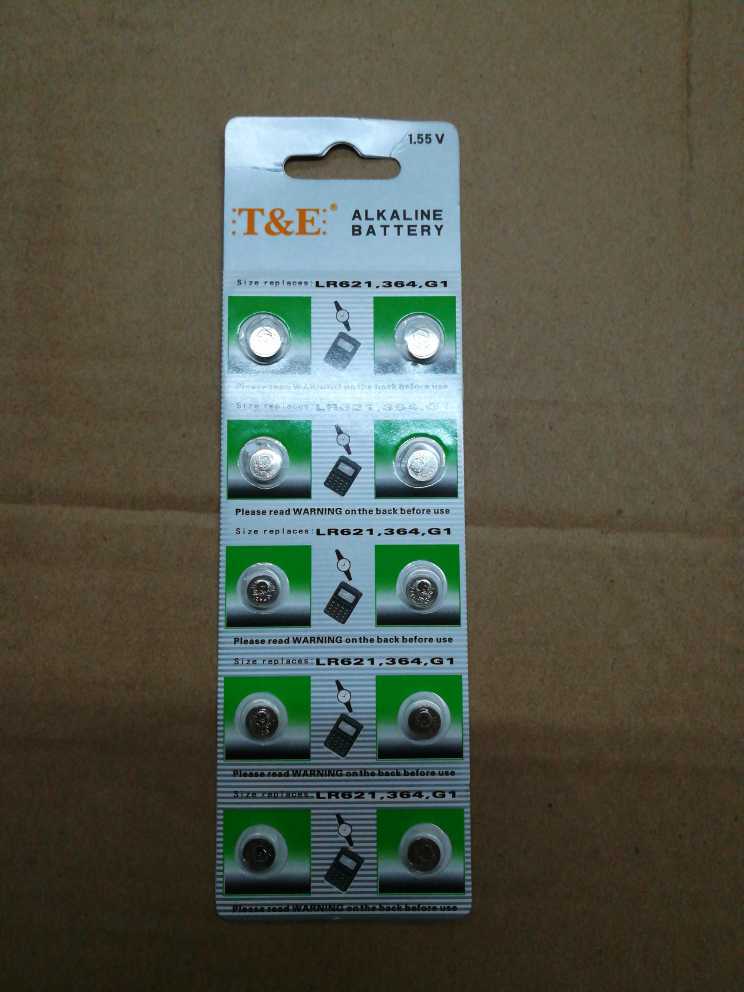 1.55 V
T&E®
ALKALINE
BATTERY
Size replaces: LR621,364,G1
Please read WARNING on the back before use
Size replaces: LR621,364,G1
Please read WARNING on the back before use
Size replaces: LR621,364,G1
Please read WARNING on the back before use
Size replaces: LR621,364,G1
Please read WARNING on the back before use
Size replaces: LR621,364,G1
Please read WARNING on the back before use